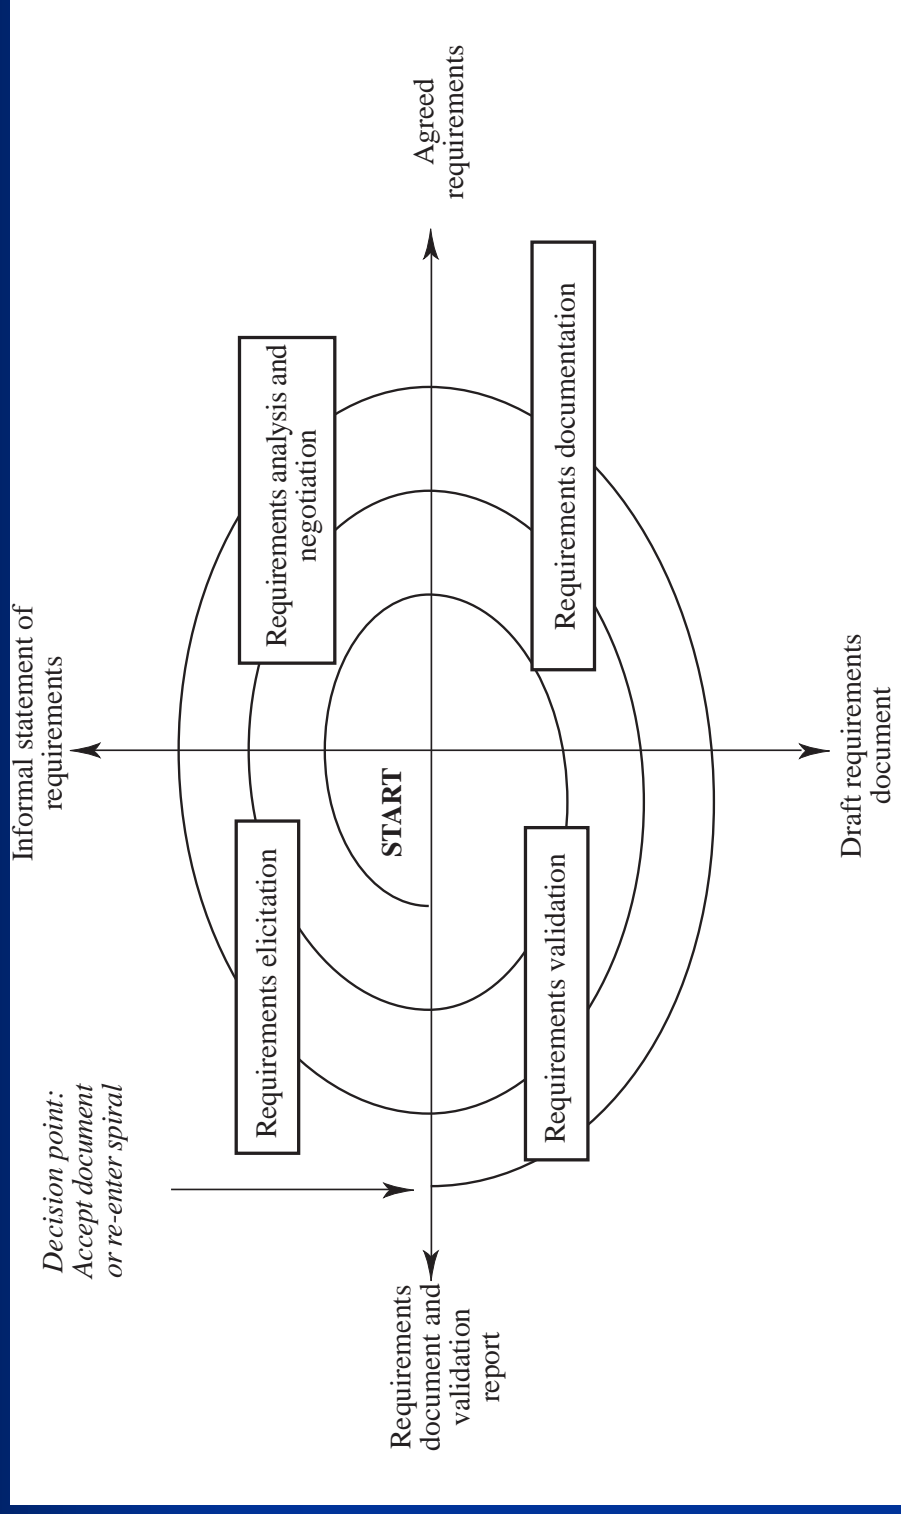 Informal statement of
requirements
Decision point:
Accept document
or re-enter spiral
Requirements elicitation
Requirements analysis and
negotiation
START
Requirements
document and
validation
report
Agreed
requirements
Requirements validation
Requirements documentation
Draft requirements
document